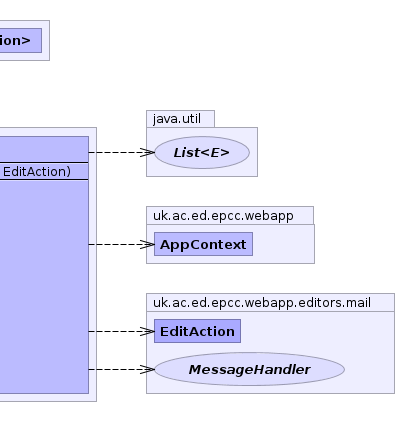 ion>
java.util
List<E>
EditAction)
uk.ac.ed.epcc.webapp
AppContext
uk.ac.ed.epcc.webapp.editors.mail
EditAction
MessageHandler